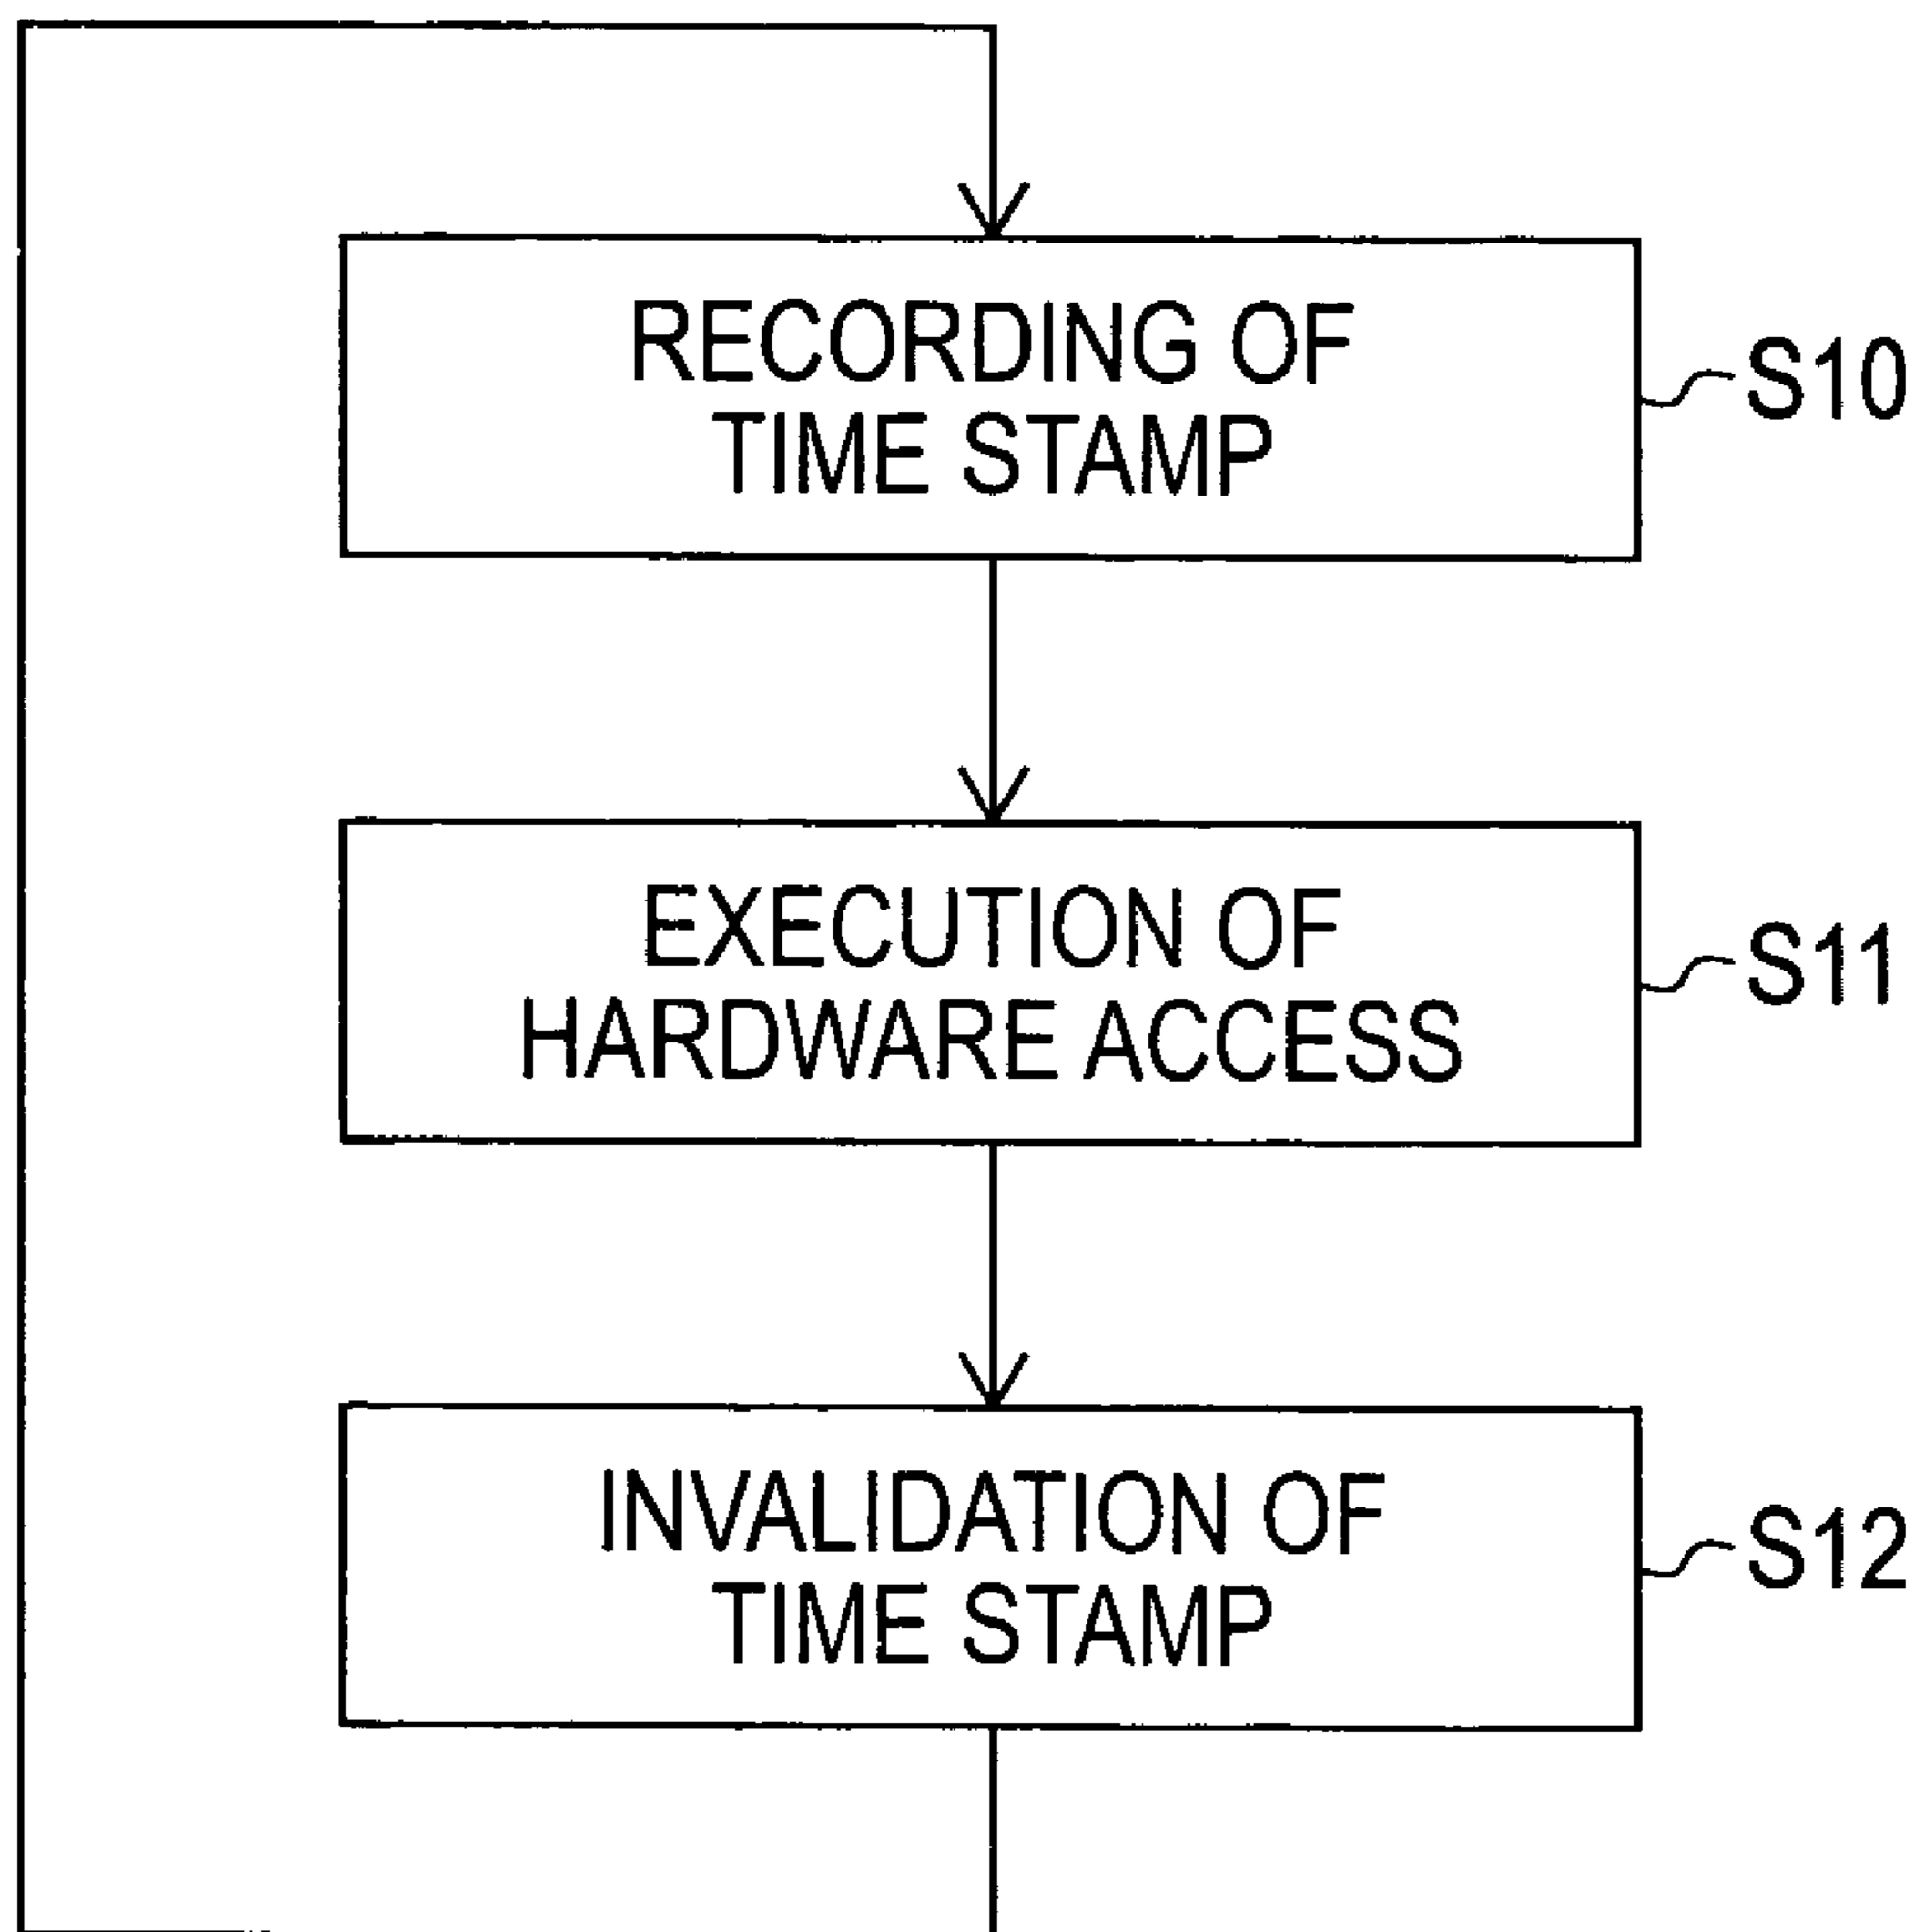 RECORDING OF
TIME STAMP
S10
EXECUTION OF
HARDWARE ACCESS
S11
INVALIDATION OF
TIME STAMP
S12